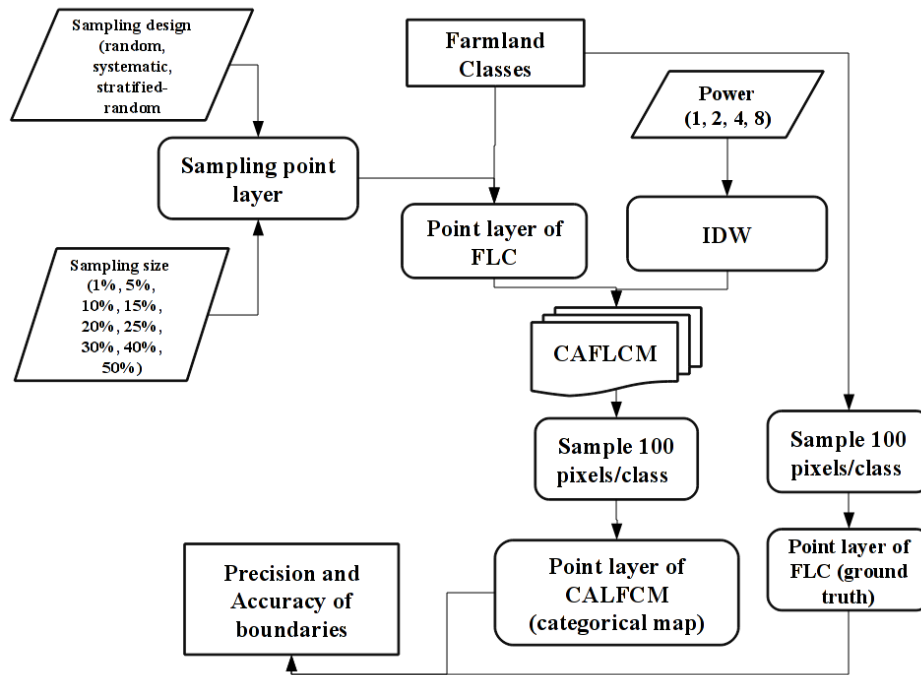 Sampling design
(random,
systematic,
stratified-
random
Farmland
Classes
Power
(1, 2, 4, 8)
Sampling point
layer
Point layer of
FLC
IDW
Sampling size
(1%, 5%,
10%, 15%,
20%, 25%,
30%, 40%,
50%)
CAFLCM
Sample 100
pixels/class
Sample 100
pixels/class
Precision and
Accuracy of
boundaries
Point layer of
CALFCM
(categorical map)
Point layer of
FLC (ground
truth)